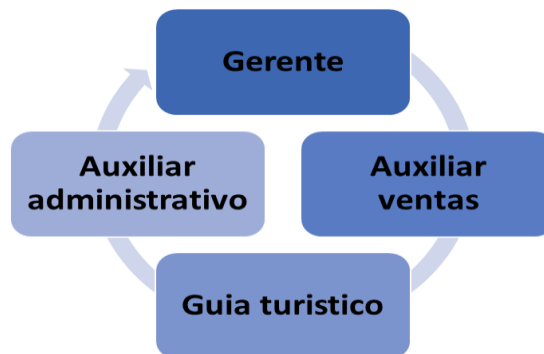 Gerente
Auxiliar
ventas
Guia turistico
Auxiliar
administrativo